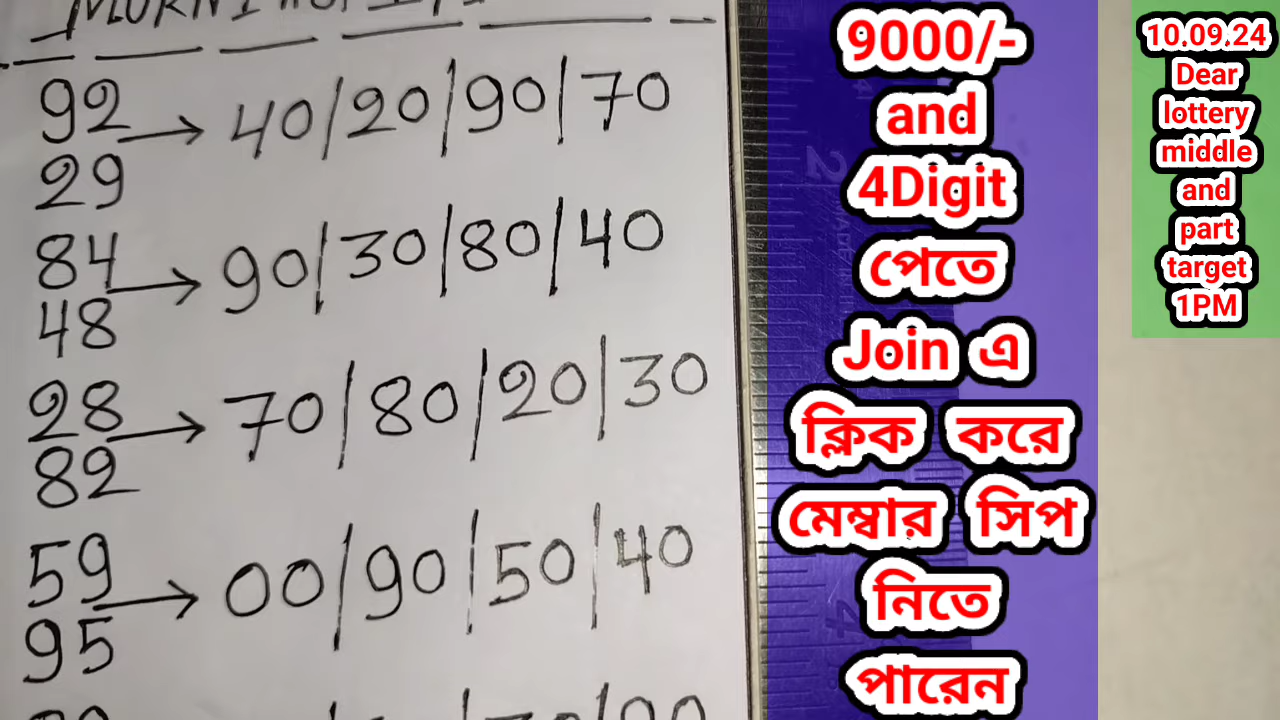 92 → 40/20/90/70
29
84 → 90/30/80/40
48
28 → 70/80/20/30
82
59 → 00/90/50/40
95
9000/-
and
4Digit
পেতে
Join এ
ক্লিক করে
মেম্বার সিপ
নিতে
পারেন
10.09.24
Dear
lottery
middle
and
part
target
1PM